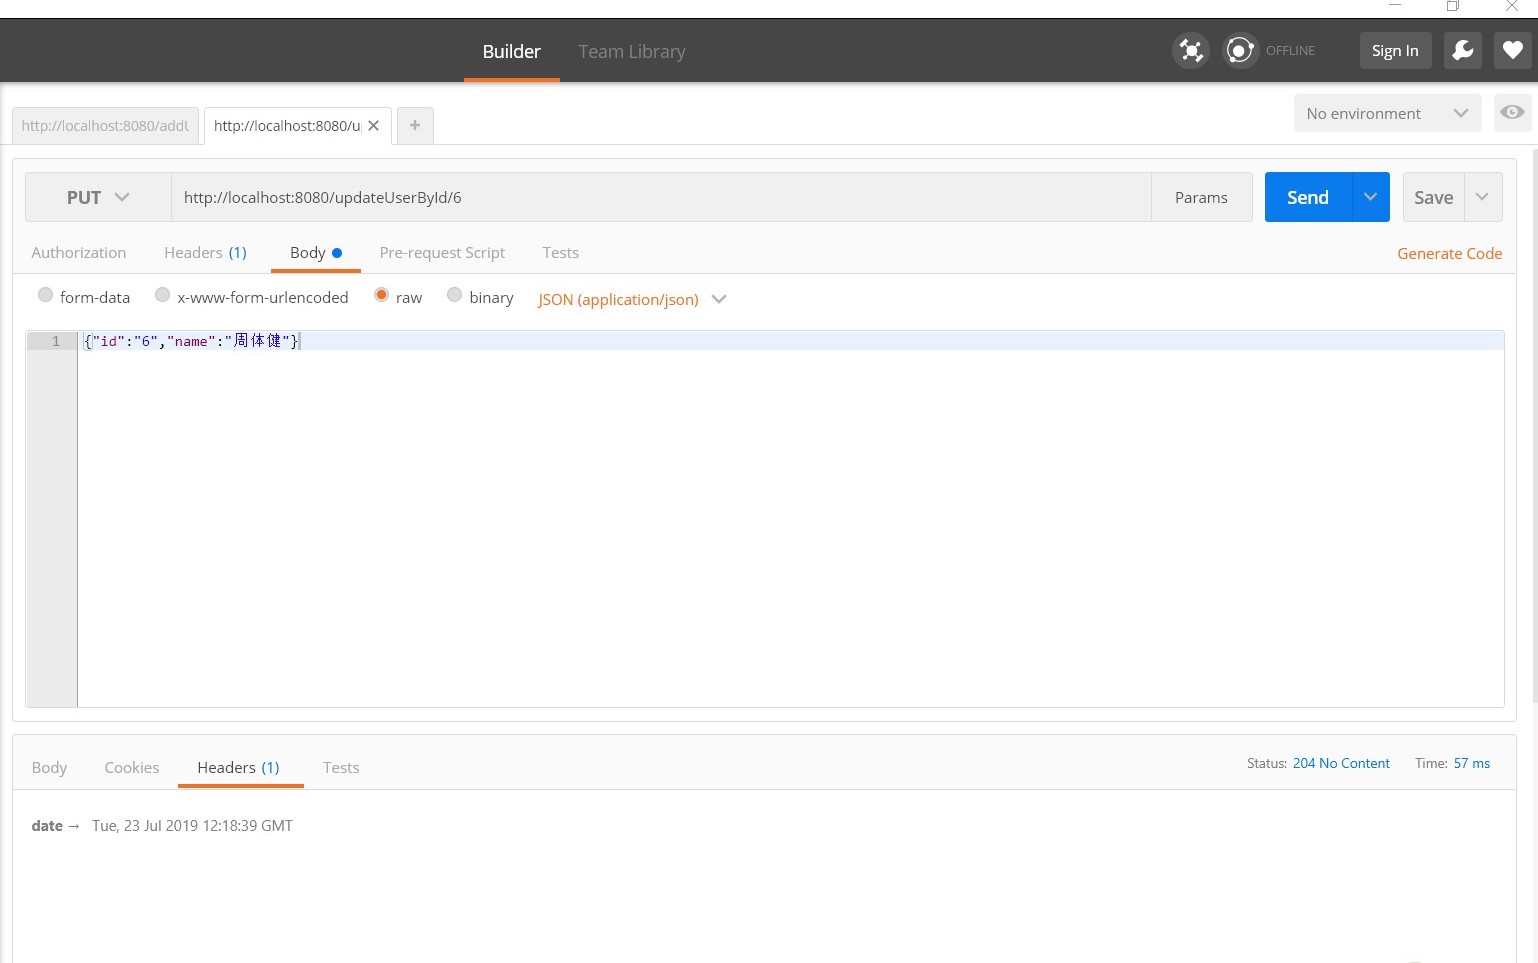 Builder Team Library OFFLINE Sign In
http://localhost:8080/addU http://localhost:8080/u + No environment
PUT http://localhost:8080/updateUserById/6 Params Send Save
Authorization Headers (1) Body Pre-request Script Tests Generate Code
form-data x-www-form-urlencoded raw binary JSON (application/json)
1 {"id":"6","name":"周体健"}
Body Cookies Headers (1) Tests Status: 204 No Content Time: 57 ms
date → Tue, 23 Jul 2019 12:18:39 GMT